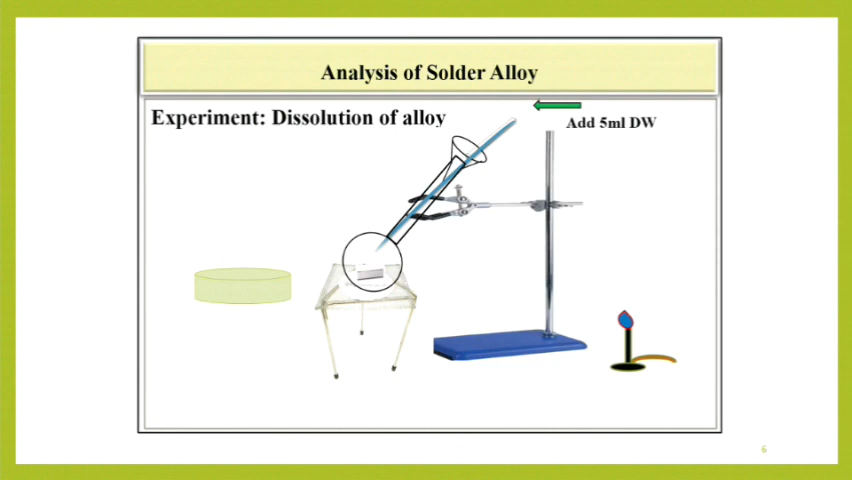 Analysis of Solder Alloy
Experiment: Dissolution of alloy
Add 5ml DW
6